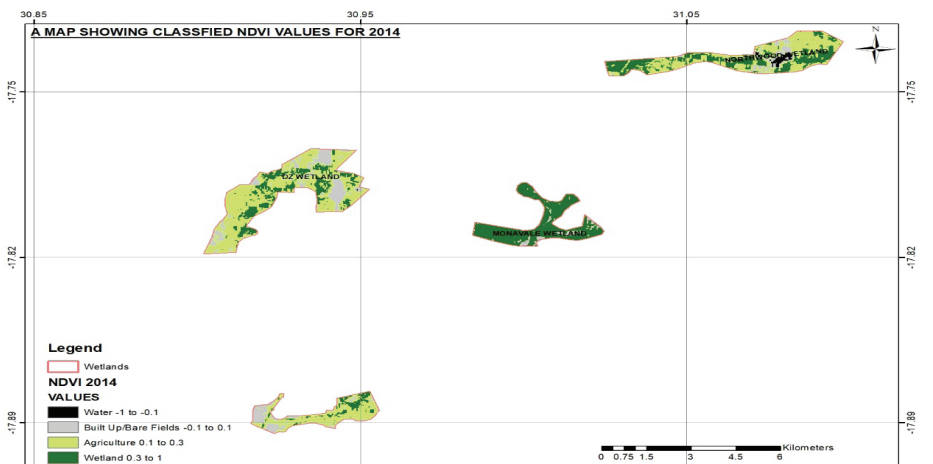 30.85 30.95 31.05
A MAP SHOWING CLASSFIED NDVI VALUES FOR 2014
N
NORTHWOOD WETLAND
-17.75 -17.75
DZ WETLAND
MONAVALE WETLAND
-17.82 -17.82
Legend
Wetlands
NDVI 2014
VALUES
Water -1 to -0.1
Built Up/Bare Fields -0.1 to 0.1
Agriculture 0.1 to 0.3
Wetland 0.3 to 1
-17.89 -17.89
Kilometers
0 0.75 1.5 3 4.5 6